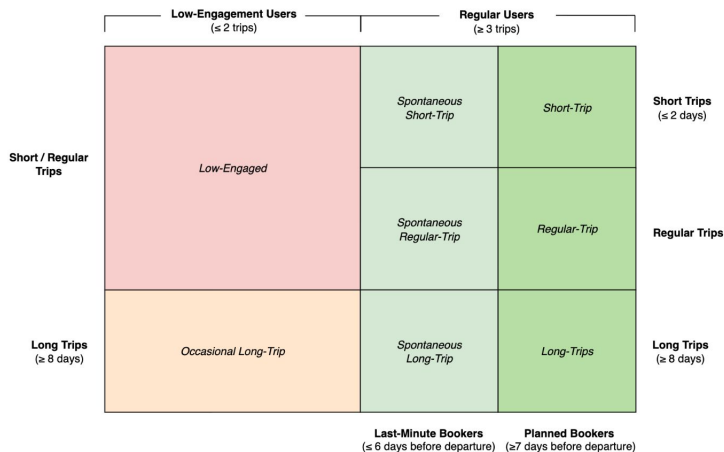 Low-Engagement Users
(≤ 2 trips)
Regular Users
(≥ 3 trips)
Short / Regular
Trips
Low-Engaged
Spontaneous
Short-Trip
Short-Trip
Short Trips
(≤ 2 days)
Spontaneous
Regular-Trip
Regular-Trip
Regular Trips
Long Trips
(≥ 8 days)
Occasional Long-Trip
Spontaneous
Long-Trip
Long-Trips
Long Trips
(≥ 8 days)
Last-Minute Bookers
(≤ 6 days before departure)
Planned Bookers
(≥7 days before departure)